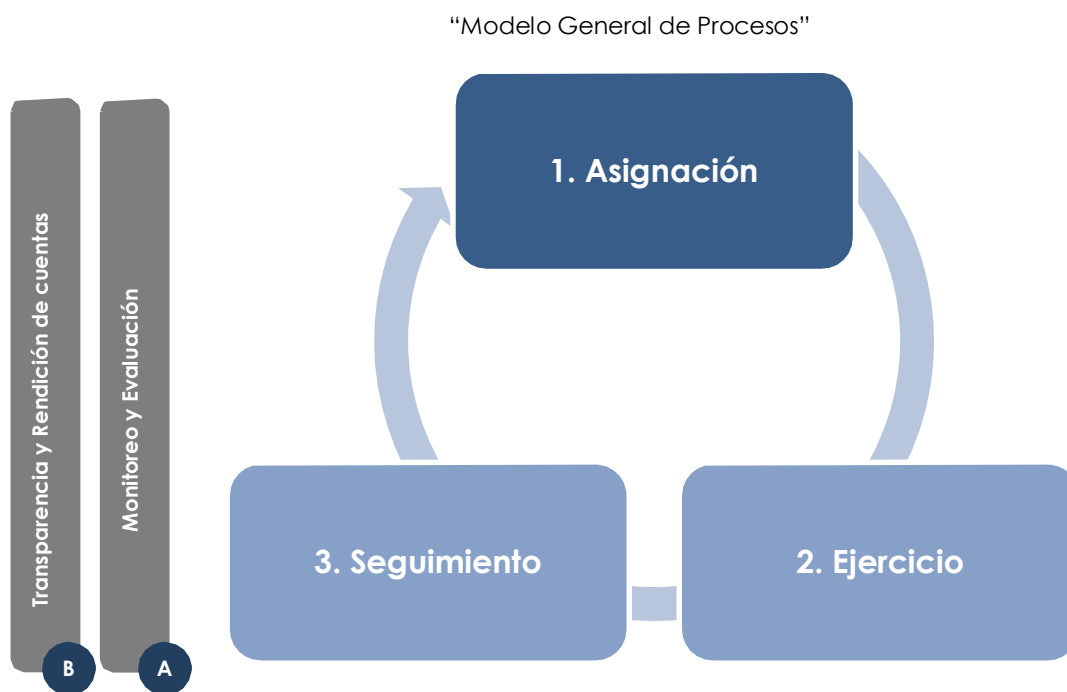 “Modelo General de Procesos”
1. Asignación
Transparencia y Rendición de cuentas
Monitoreo y Evaluación
3. Seguimiento
2. Ejercicio
B
A